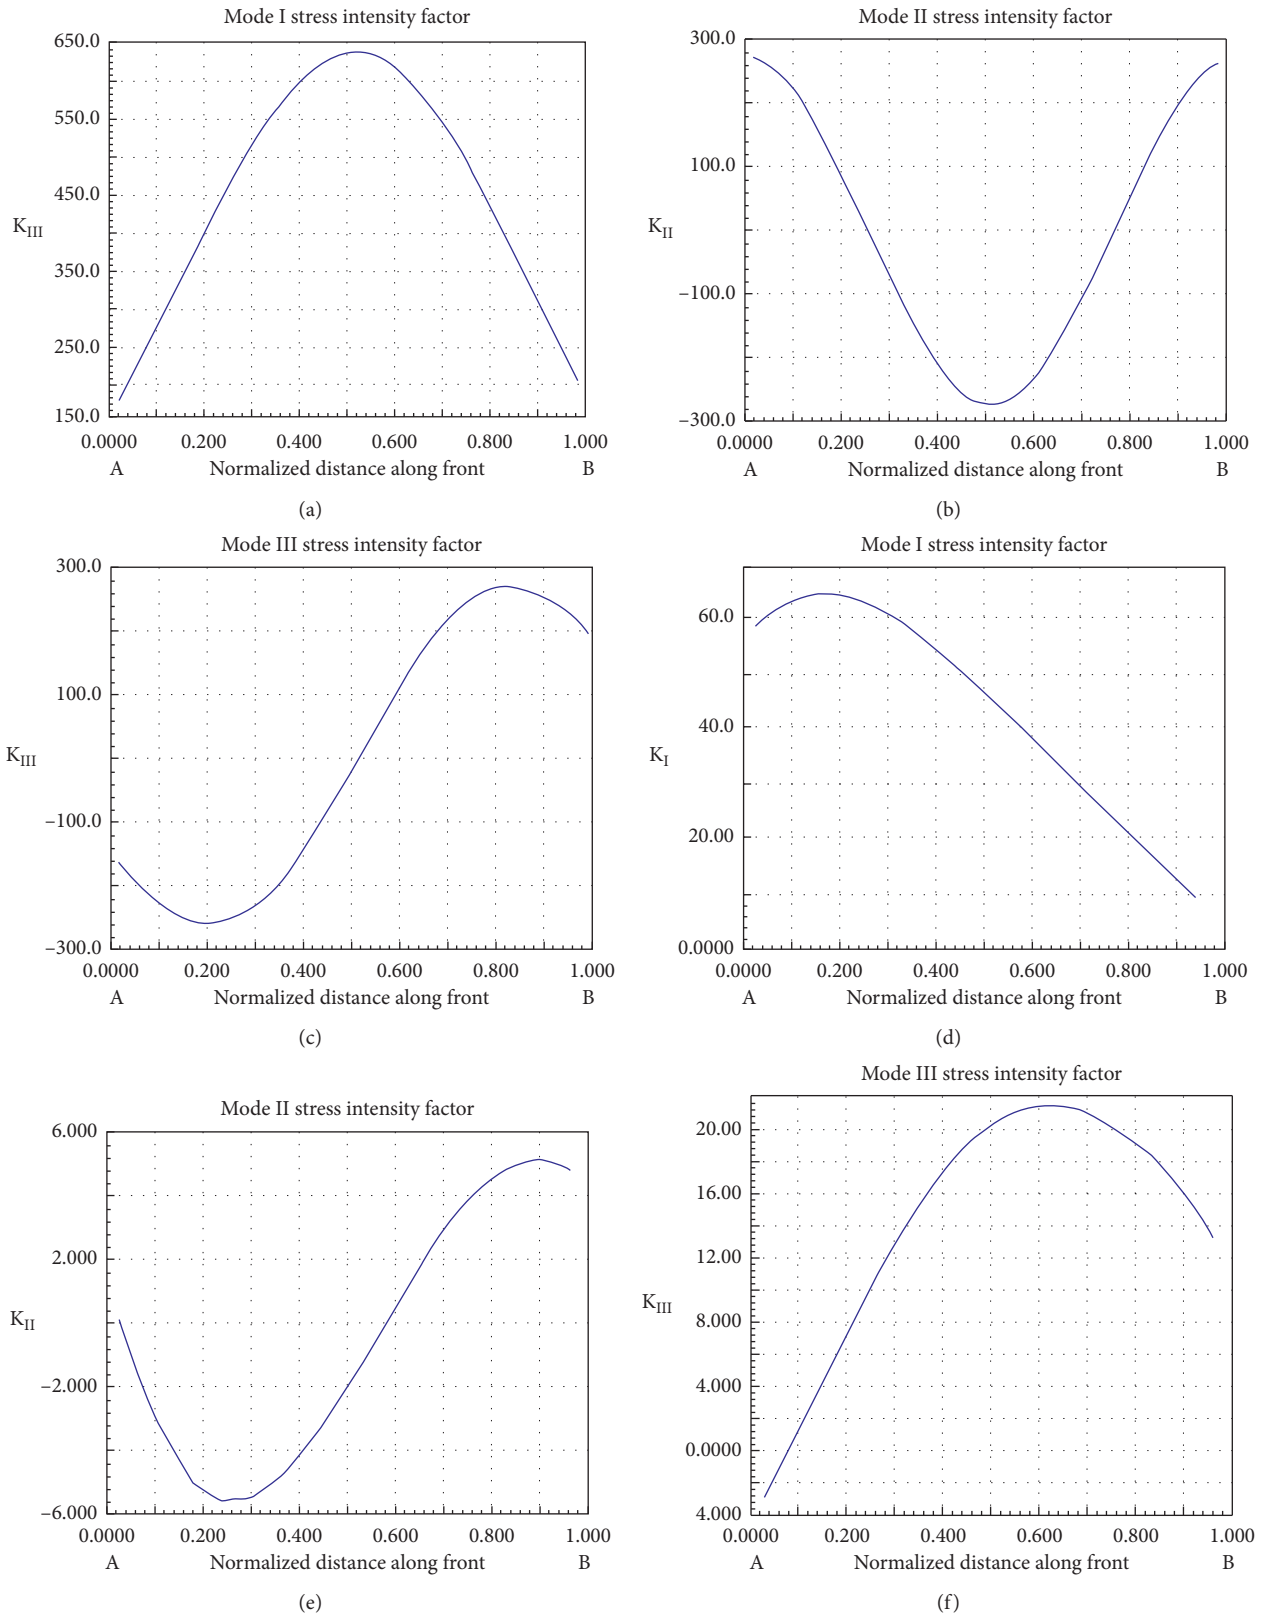 Mode I stress intensity factor
650.0
550.0
450.0
K_III
350.0
250.0
150.0
0.0000 0.200 0.400 0.600 0.800 1.000
A Normalized distance along front B
(a)
Mode II stress intensity factor
300.0
100.0
K_II
−100.0
−300.0
0.0000 0.200 0.400 0.600 0.800 1.000
A Normalized distance along front B
(b)
Mode III stress intensity factor
300.0
100.0
K_III
−100.0
−300.0
0.0000 0.200 0.400 0.600 0.800 1.000
A Normalized distance along front B
(c)
Mode I stress intensity factor
60.0
40.0
K_I
20.00
0.0000
0.0000 0.200 0.400 0.600 0.800 1.000
A Normalized distance along front B
(d)
Mode II stress intensity factor
6.000
2.000
K_II
−2.000
−6.000
0.0000 0.200 0.400 0.600 0.800 1.000
A Normalized distance along front B
(e)
Mode III stress intensity factor
20.00
16.00
12.00
K_III
8.000
4.000
0.0000
4.000
0.0000 0.200 0.400 0.600 0.800 1.000
A Normalized distance along front B
(f)